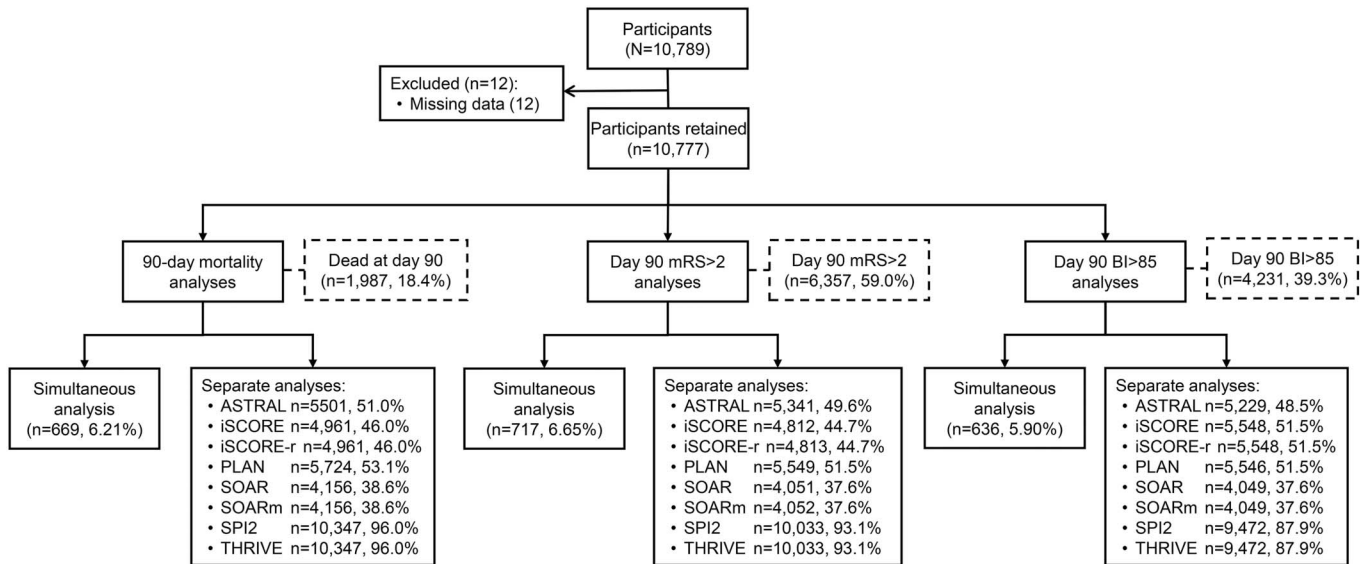 Participants
(N=10,789)
Excluded (n=12):
• Missing data (12)
Participants retained
(n=10,777)
90-day mortality
analyses
Dead at day 90
(n=1,987, 18.4%)
Day 90 mRS>2
analyses
Day 90 mRS>2
(n=6,357, 59.0%)
Day 90 BI>85
analyses
Day 90 BI>85
(n=4,231, 39.3%)
Simultaneous
analysis
(n=669, 6.21%)
Separate analyses:
• ASTRAL n=5501, 51.0%
• iSCORE n=4,961, 46.0%
• iSCORE-r n=4,961, 46.0%
• PLAN n=5,724, 53.1%
• SOAR n=4,156, 38.6%
• SOARm n=4,156, 38.6%
• SPI2 n=10,347, 96.0%
• THRIVE n=10,347, 96.0%
Simultaneous
analysis
(n=717, 6.65%)
Separate analyses:
• ASTRAL n=5,341, 49.6%
• iSCORE n=4,812, 44.7%
• iSCORE-r n=4,813, 44.7%
• PLAN n=5,549, 51.5%
• SOAR n=4,051, 37.6%
• SOARm n=4,052, 37.6%
• SPI2 n=10,033, 93.1%
• THRIVE n=10,033, 93.1%
Simultaneous
analysis
(n=636, 5.90%)
Separate analyses:
• ASTRAL n=5,229, 48.5%
• iSCORE n=5,548, 51.5%
• iSCORE-r n=5,548, 51.5%
• PLAN n=5,546, 51.5%
• SOAR n=4,049, 37.6%
• SOARm n=4,049, 37.6%
• SPI2 n=9,472, 87.9%
• THRIVE n=9,472, 87.9%